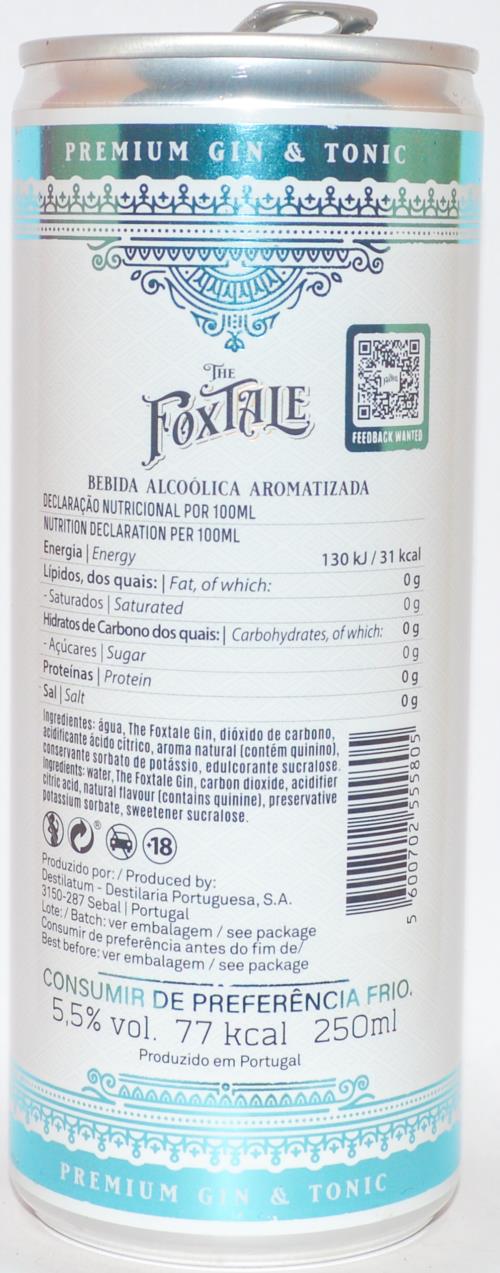 PREMIUM GIN & TONIC
THE
FOXTALE
FEEDBACK WANTED
BEBIDA ALCOÓLICA AROMATIZADA
DECLARAÇÃO NUTRICIONAL POR 100ML
NUTRITION DECLARATION PER 100ML
Energia | Energy 130 kJ / 31 kcal
Lípidos, dos quais: | Fat, of which: 0 g
- Saturados | Saturated 0 g
Hidratos de Carbono dos quais: | Carbohydrates, of which: 0 g
- Açúcares | Sugar 0 g
Proteínas | Protein 0 g
Sal | Salt 0 g
Ingredientes: água, The Foxtale Gin, dióxido de carbono,
acidificante ácido cítrico, aroma natural (contém quinino),
conservante sorbato de potássio, edulcorante sucralose.
Ingredients: water, The Foxtale Gin, carbon dioxide, acidifier
citric acid, natural flavour (contains quinine), preservative
potassium sorbate, sweetener sucralose.
® -18
5 600702 555805
Produzido por: / Produced by:
Destilatum - Destilaria Portuguesa, S.A.
3150-287 Sebal | Portugal
Lote: / Batch: ver embalagem / see package
Consumir de preferência antes do fim de/
Best before: ver embalagem / see package
CONSUMIR DE PREFERÊNCIA FRIO.
5,5% vol. 77 kcal 250ml
Produzido em Portugal
PREMIUM GIN & TONIC